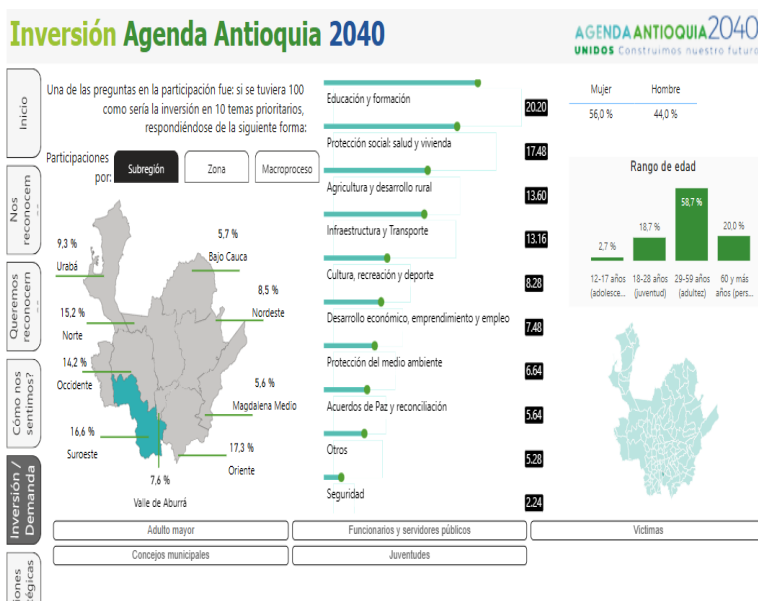 Inversión Agenda Antioquia 2040
AGENDA ANTIOQUIA 2040
UNIDOS Construimos nuestro futuro
Inicio
Nos
reconocem
Queremos
reconocem
Cómo nos
sentimos?
Inversión /
Demanda
iones
égicas
Una de las preguntas en la participación fue: si se tuviera 100
como sería la inversión en 10 temas prioritarios,
respondiéndose de la siguiente forma:
Participaciones
por:
Subregión
Zona
Macroproceso
9,3 %
Urabá
5,7 %
Bajo Cauca
8,5 %
Nordeste
15,2 %
Norte
14,2 %
Occidente
5,6 %
Magdalena Medio
16,6 %
Suroeste
17,3 %
Oriente
7,6 %
Valle de Aburrá
Educación y formación
20.20
Protección social: salud y vivienda
17.48
Agricultura y desarrollo rural
13.60
Infraestructura y Transporte
13.16
Cultura, recreación y deporte
8.28
Desarrollo económico, emprendimiento y empleo
7.48
Protección del medio ambiente
6.64
Acuerdos de Paz y reconciliación
5.64
Otros
5.28
Seguridad
2.24
Mujer Hombre
56,0 % 44,0 %
Rango de edad
2,7 %
18,7 %
58,7 %
20,0 %
12-17 años
(adolesce...
18-28 años
(juventud)
29-59 años
(adultez)
60 y más
años (pers...
Adulto mayor
Funcionarios y servidores públicos
Victimas
Concejos municipales
Juventudes